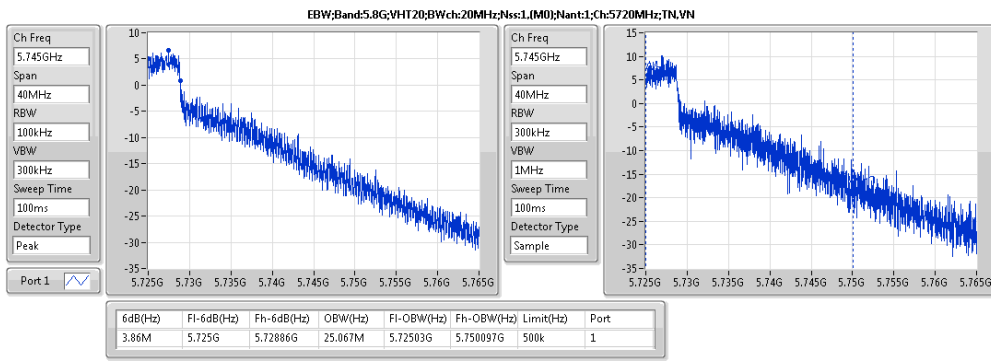 EBW;Band:5.8G;VHT20;BWch:20MHz;Nss:1,(M0);Nant:1;Ch:5720MHz;TN,VN
Ch Freq
5.745GHz
Span
40MHz
RBW
100kHz
VBW
300kHz
Sweep Time
100ms
Detector Type
Peak
Port 1
10
5
0
-5
-10
-15
-20
-25
-30
-35
5.725G 5.73G 5.735G 5.74G 5.745G 5.75G 5.755G 5.76G 5.765G
Ch Freq
5.745GHz
Span
40MHz
RBW
300kHz
VBW
1MHz
Sweep Time
100ms
Detector Type
Sample
15
10
5
0
-5
-10
-15
-20
-25
-30
-35
5.725G 5.73G 5.735G 5.74G 5.745G 5.75G 5.755G 5.76G 5.765G
6dB(Hz) Fl-6dB(Hz) Fh-6dB(Hz) OBW(Hz) Fl-OBW(Hz) Fh-OBW(Hz) Limit(Hz) Port
3.86M 5.725G 5.72886G 25.067M 5.72503G 5.750097G 500k 1